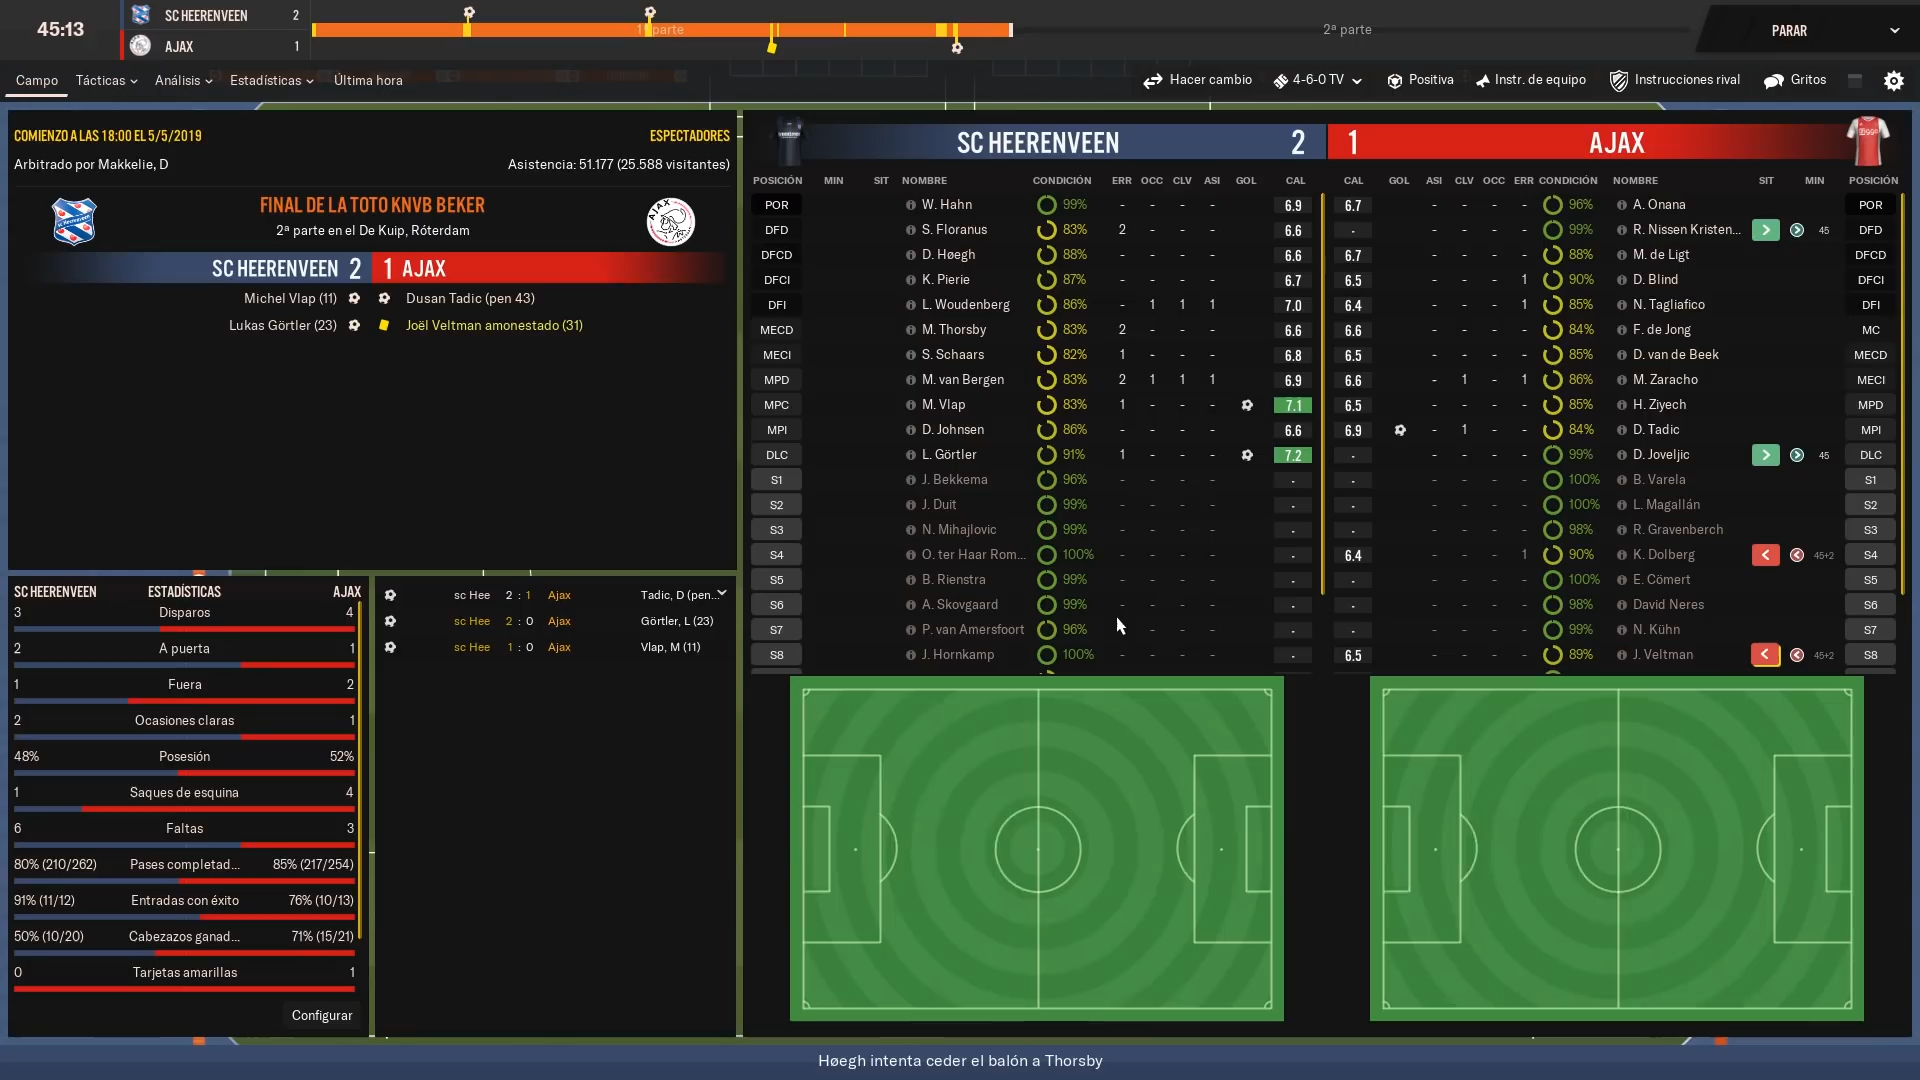 45:13
SC HEERENVEEN 2
AJAX 1
1ª parte
2ª parte
PARAR
Campo Tácticas Análisis Estadísticas Última hora
Hacer cambio 4-6-0 TV Positiva Instr. de equipo Instrucciones rival Gritos
COMIENZO A LAS 18:00 EL 5/5/2019 ESPECTADORES
Arbitrado por Makkelie, D Asistencia: 51.177 (25.588 visitantes)
FINAL DE LA TOTO KNVB BEKER
2ª parte en el De Kuip, Róterdam
SC HEERENVEEN 2 1 AJAX
Michel Vlap (11) Dusan Tadic (pen 43)
Lukas Görtler (23) Joël Veltman amonestado (31)
SC HEERENVEEN ESTADÍSTICAS AJAX
3 Disparos 4
2 A puerta 1
1 Fuera 2
2 Ocasiones claras 1
48% Posesión 52%
1 Saques de esquina 4
6 Faltas 3
80% (210/262) Pases completad... 85% (217/254)
91% (11/12) Entradas con éxito 76% (10/13)
50% (10/20) Cabezazos ganad... 71% (15/21)
0 Tarjetas amarillas 1
Configurar
sc Hee 2 : 1 Ajax Tadic, D (pen...
sc Hee 2 : 0 Ajax Görtler, L (23)
sc Hee 1 : 0 Ajax Vlap, M (11)
SC HEERENVEEN 2 1 AJAX
POSICIÓN MIN SIT NOMBRE CONDICIÓN ERR OCC CLV ASI GOL CAL CAL GOL ASI CLV OCC ERR CONDICIÓN NOMBRE SIT MIN POSICIÓN
POR W. Hahn 99% - - - - 6.9 6.7 - - - - 96% A. Onana POR
DFD S. Floranus 83% 2 - - - 6.6 - - - - - 99% R. Nissen Kristen... 45 DFD
DFCD D. Høegh 88% - - - - 6.6 6.7 - - - - 88% M. de Ligt DFCD
DFCI K. Pierie 87% - - - - 6.7 6.5 - - - 1 90% D. Blind DFCI
DFI L. Woudenberg 86% - 1 1 1 7.0 6.4 - - - 1 85% N. Tagliafico DFI
MECD M. Thorsby 83% 2 - - - 6.6 6.6 - - - - 84% F. de Jong MC
MECI S. Schaars 82% 1 - - - 6.8 6.5 - - - - 85% D. van de Beek MECD
MPD M. van Bergen 83% 2 1 1 1 6.9 6.6 - 1 - 1 86% M. Zaracho MECI
MPC M. Vlap 83% 1 - - - 7.1 6.5 - - - - 85% H. Ziyech MPD
MPI D. Johnsen 86% - - - - 6.6 6.9 - 1 - - 84% D. Tadic MPI
DLC L. Görtler 91% 1 - - - 7.2 - - - - - 99% D. Joveljic 45 DLC
S1 J. Bekkema 96% - - - - - - - - - - 100% B. Varela S1
S2 J. Duit 99% - - - - - - - - - - 100% L. Magallán S2
S3 N. Mihajlovic 99% - - - - - - - - - - 98% R. Gravenberch S3
S4 O. ter Haar Rom... 100% - - - - - 6.4 - - - 1 90% K. Dolberg 45+2 S4
S5 B. Rienstra 99% - - - - - - - - - - 100% E. Cömert S5
S6 A. Skovgaard 99% - - - - - - - - - - 98% David Neres S6
S7 P. van Amersfoort 96% - - - - - - - - - - 99% N. Kühn S7
S8 J. Hornkamp 100% - - - - - 6.5 - - - - 89% J. Veltman 45+2 S8
Høegh intenta ceder el balón a Thorsby